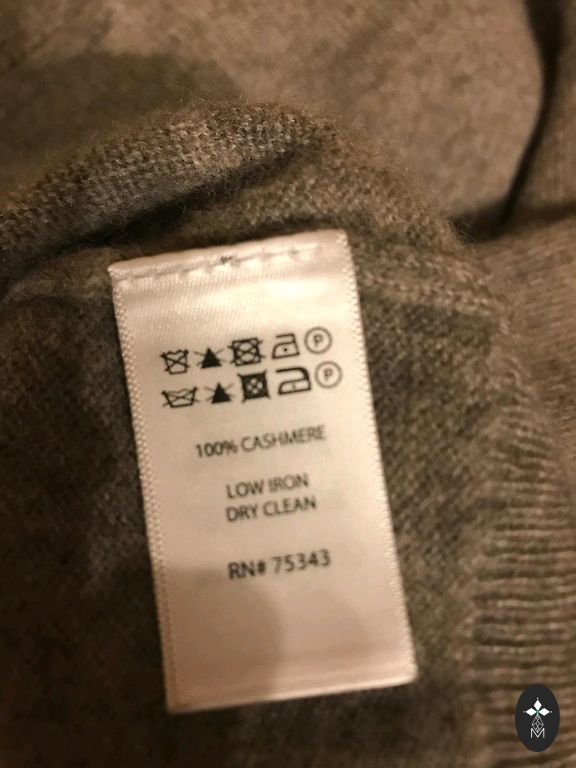 P
P
100% CASHMERE
LOW IRON
DRY CLEAN
RN# 75343
M